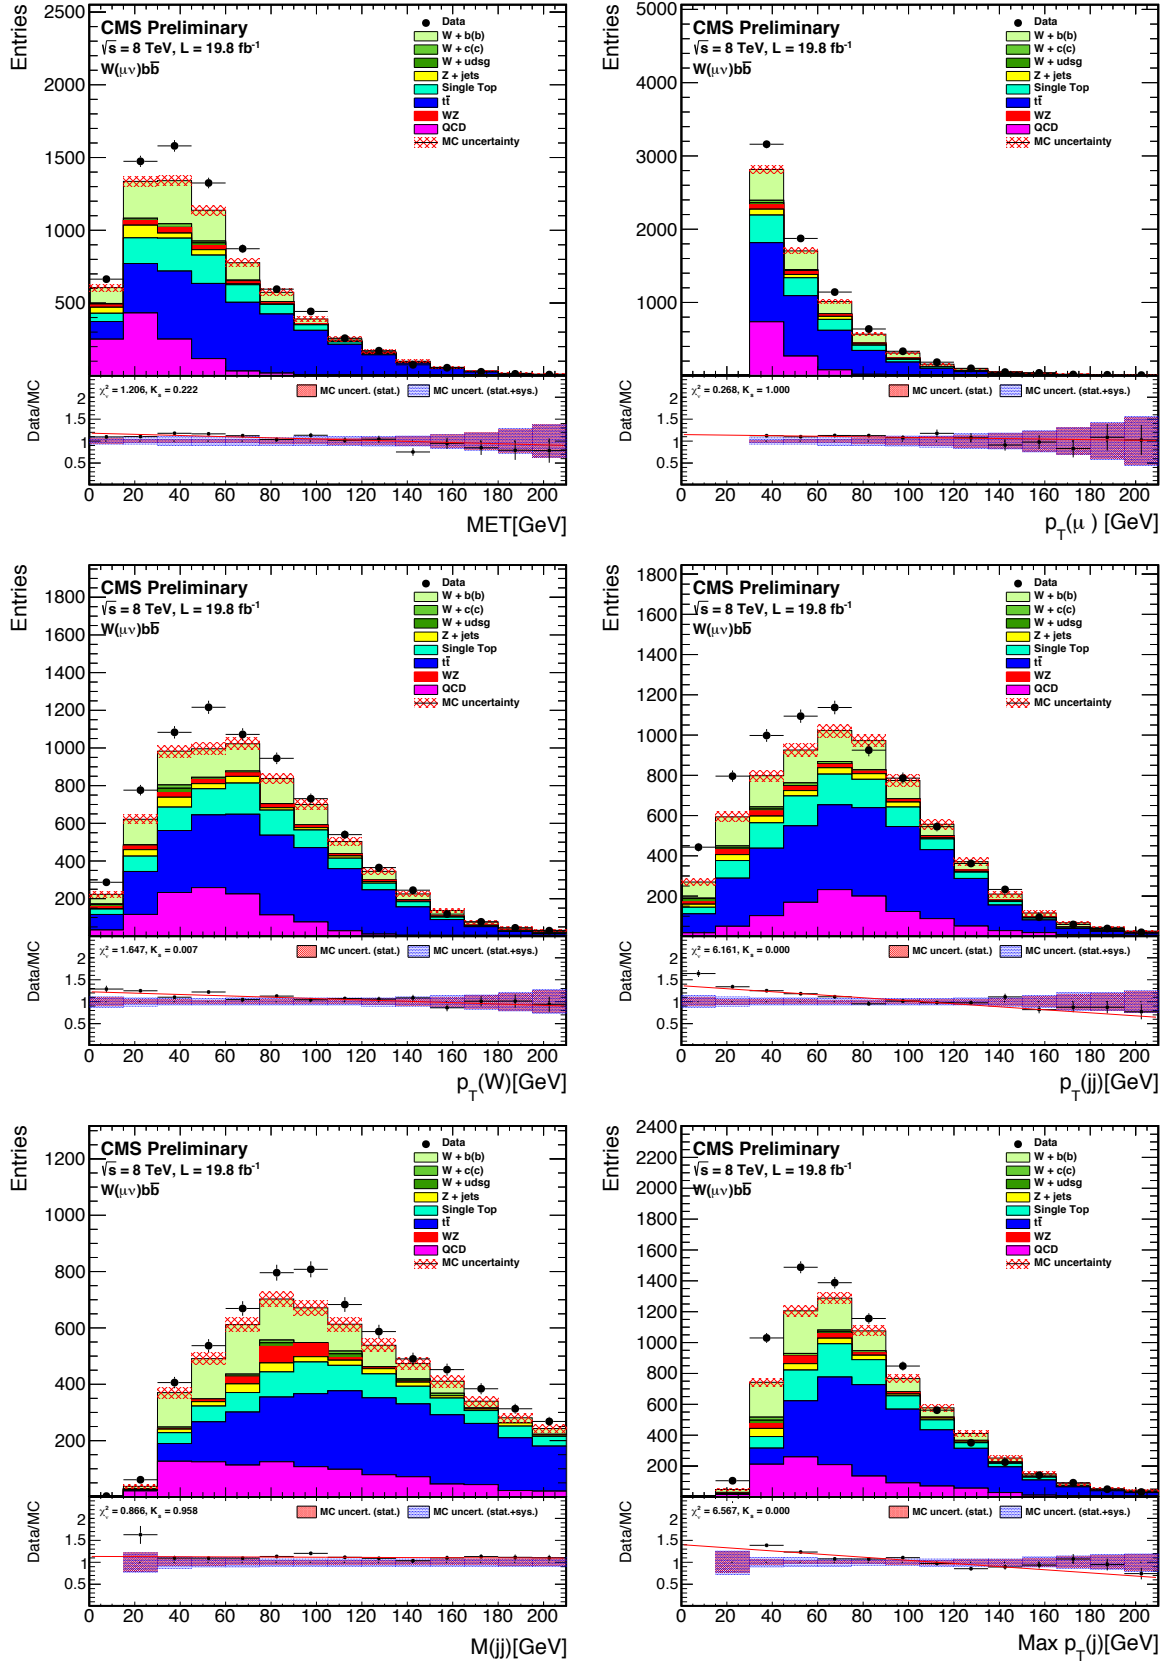 Entries
2500
2000
1500
1000
500
CMS Preliminary
√s = 8 TeV, L = 19.8 fb⁻¹
W(μν)bb̄
Data
W + b(b)
W + c(c)
W + udsg
Z + jets
Single Top
tt̄
WZ
QCD
MC uncertainty
Data/MC
2
1.5
1
0.5
χ² = 1.206, K = 0.222
MC uncert. (stat.)
MC uncert. (stat.+sys.)
0 20 40 60 80 100 120 140 160 180 200
MET[GeV]
Entries
5000
4000
3000
2000
1000
CMS Preliminary
√s = 8 TeV, L = 19.8 fb⁻¹
W(μν)bb̄
Data
W + b(b)
W + c(c)
W + udsg
Z + jets
Single Top
tt̄
WZ
QCD
MC uncertainty
Data/MC
2
1.5
1
0.5
χ² = 0.268, K = 1.000
MC uncert. (stat.)
MC uncert. (stat.+sys.)
0 20 40 60 80 100 120 140 160 180 200
p_T(μ ) [GeV]
Entries
1800
1600
1400
1200
1000
800
600
400
200
CMS Preliminary
√s = 8 TeV, L = 19.8 fb⁻¹
W(μν)bb̄
Data
W + b(b)
W + c(c)
W + udsg
Z + jets
Single Top
tt̄
WZ
QCD
MC uncertainty
Data/MC
2
1.5
1
0.5
χ² = 1.647, K = 0.007
MC uncert. (stat.)
MC uncert. (stat.+sys.)
0 20 40 60 80 100 120 140 160 180 200
p_T(W)[GeV]
Entries
1800
1600
1400
1200
1000
800
600
400
200
CMS Preliminary
√s = 8 TeV, L = 19.8 fb⁻¹
W(μν)bb̄
Data
W + b(b)
W + c(c)
W + udsg
Z + jets
Single Top
tt̄
WZ
QCD
MC uncertainty
Data/MC
2
1.5
1
0.5
χ² = 6.161, K = 0.000
MC uncert. (stat.)
MC uncert. (stat.+sys.)
0 20 40 60 80 100 120 140 160 180 200
p_T(jj)[GeV]
Entries
1200
1000
800
600
400
200
CMS Preliminary
√s = 8 TeV, L = 19.8 fb⁻¹
W(μν)bb̄
Data
W + b(b)
W + c(c)
W + udsg
Z + jets
Single Top
tt̄
WZ
QCD
MC uncertainty
Data/MC
2
1.5
1
0.5
χ² = 0.866, K = 0.958
MC uncert. (stat.)
MC uncert. (stat.+sys.)
0 20 40 60 80 100 120 140 160 180 200
M(jj)[GeV]
Entries
2400
2200
2000
1800
1600
1400
1200
1000
800
600
400
200
CMS Preliminary
√s = 8 TeV, L = 19.8 fb⁻¹
W(μν)bb̄
Data
W + b(b)
W + c(c)
W + udsg
Z + jets
Single Top
tt̄
WZ
QCD
MC uncertainty
Data/MC
2
1.5
1
0.5
χ² = 6.567, K = 0.000
MC uncert. (stat.)
MC uncert. (stat.+sys.)
0 20 40 60 80 100 120 140 160 180 200
Max p_T(j)[GeV]